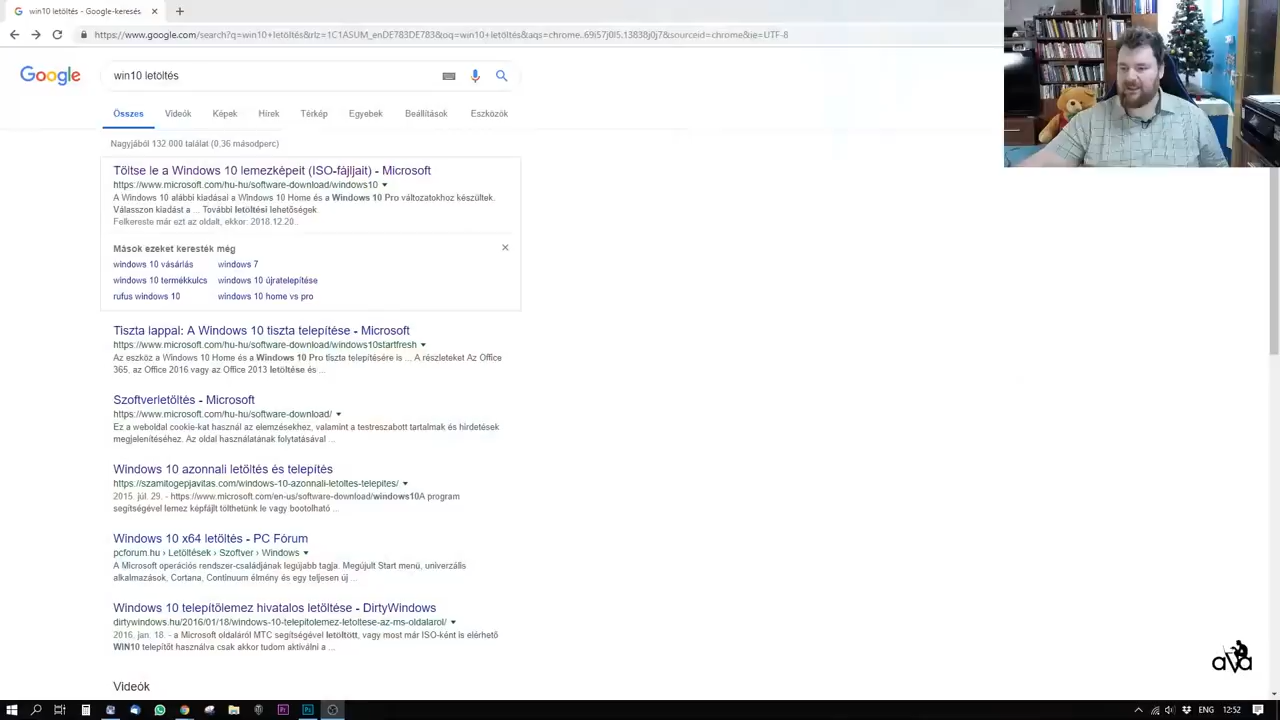 win10 letöltés - Google-keresés
https://www.google.com/search?q=win10+letöltés&rlz=1C1ASUM_enDE783DE783&oq=win10+letöltés&aqs=chrome..69i57j0l5.13838j0j7&sourceid=chrome&ie=UTF-8
Google
win10 letöltés
Összes Videók Képek Hírek Térkép Egyebek Beállítások Eszközök
Nagyjából 132 000 találat (0,36 másodperc)
Töltse le a Windows 10 lemezképeit (ISO-fájljait) - Microsoft
https://www.microsoft.com/hu-hu/software-download/windows10
A Windows 10 alábbi kiadásai a Windows 10 Home és a Windows 10 Pro változatokhoz készültek.
Válasszon kiadást a ... További letöltési lehetőségek.
Felkereste már ezt az oldalt, ekkor: 2018.12.20..
Mások ezeket keresték még
windows 10 vásárlás windows 7
windows 10 termékkulcs windows 10 újratelepítése
rufus windows 10 windows 10 home vs pro
Tiszta lappal: A Windows 10 tiszta telepítése - Microsoft
https://www.microsoft.com/hu-hu/software-download/windows10startfresh
Az eszköz a Windows 10 Home és a Windows 10 Pro tiszta telepítésére is ... A részleteket Az Office
365. az Office 2016 vagy az Office 2013 letöltése és ...
Szoftverletöltés - Microsoft
https://www.microsoft.com/hu-hu/software-download/
Ez a weboldal cookie-kat használ az elemzésekhez, valamint a testreszabott tartalmak és hirdetések
megjelenítéséhez. Az oldal használatának folytatásával ...
Windows 10 azonnali letöltés és telepítés
https://szamitogepjavitas.com/windows-10-azonnali-letoltes-telepites/
2015. júl. 29. - https://www.microsoft.com/en-us/software-download/windows10A program
segítségével lemez képfájlt tölthetünk le vagy bootolható ...
Windows 10 x64 letöltés - PC Fórum
pcforum.hu › Letöltések › Szoftver › Windows
A Microsoft operációs rendszer-családjának legújabb tagja. Megújult Start menü, univerzális
alkalmazások, Cortana, Continuum élmény és egy teljesen új ...
Windows 10 telepítőlemez hivatalos letöltése - DirtyWindows
dirtywindows.hu/2016/01/18/windows-10-telepitolemez-letoltese-az-ms-oldalarol/
2016. jan. 18. - a Microsoft oldaláról MTC segítségével letöltött, vagy most már ISO-ként is elérhető
WIN10 telepítőt használva csak akkor tudom aktiválni a ...
Videók
aVa
ENG 12:52